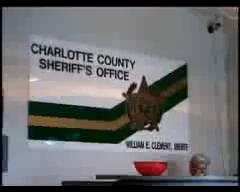 CHARLOTTE COUNTY
SHERIFF'S OFFICE
WILLIAM E. CLEMENT, SHERIFF